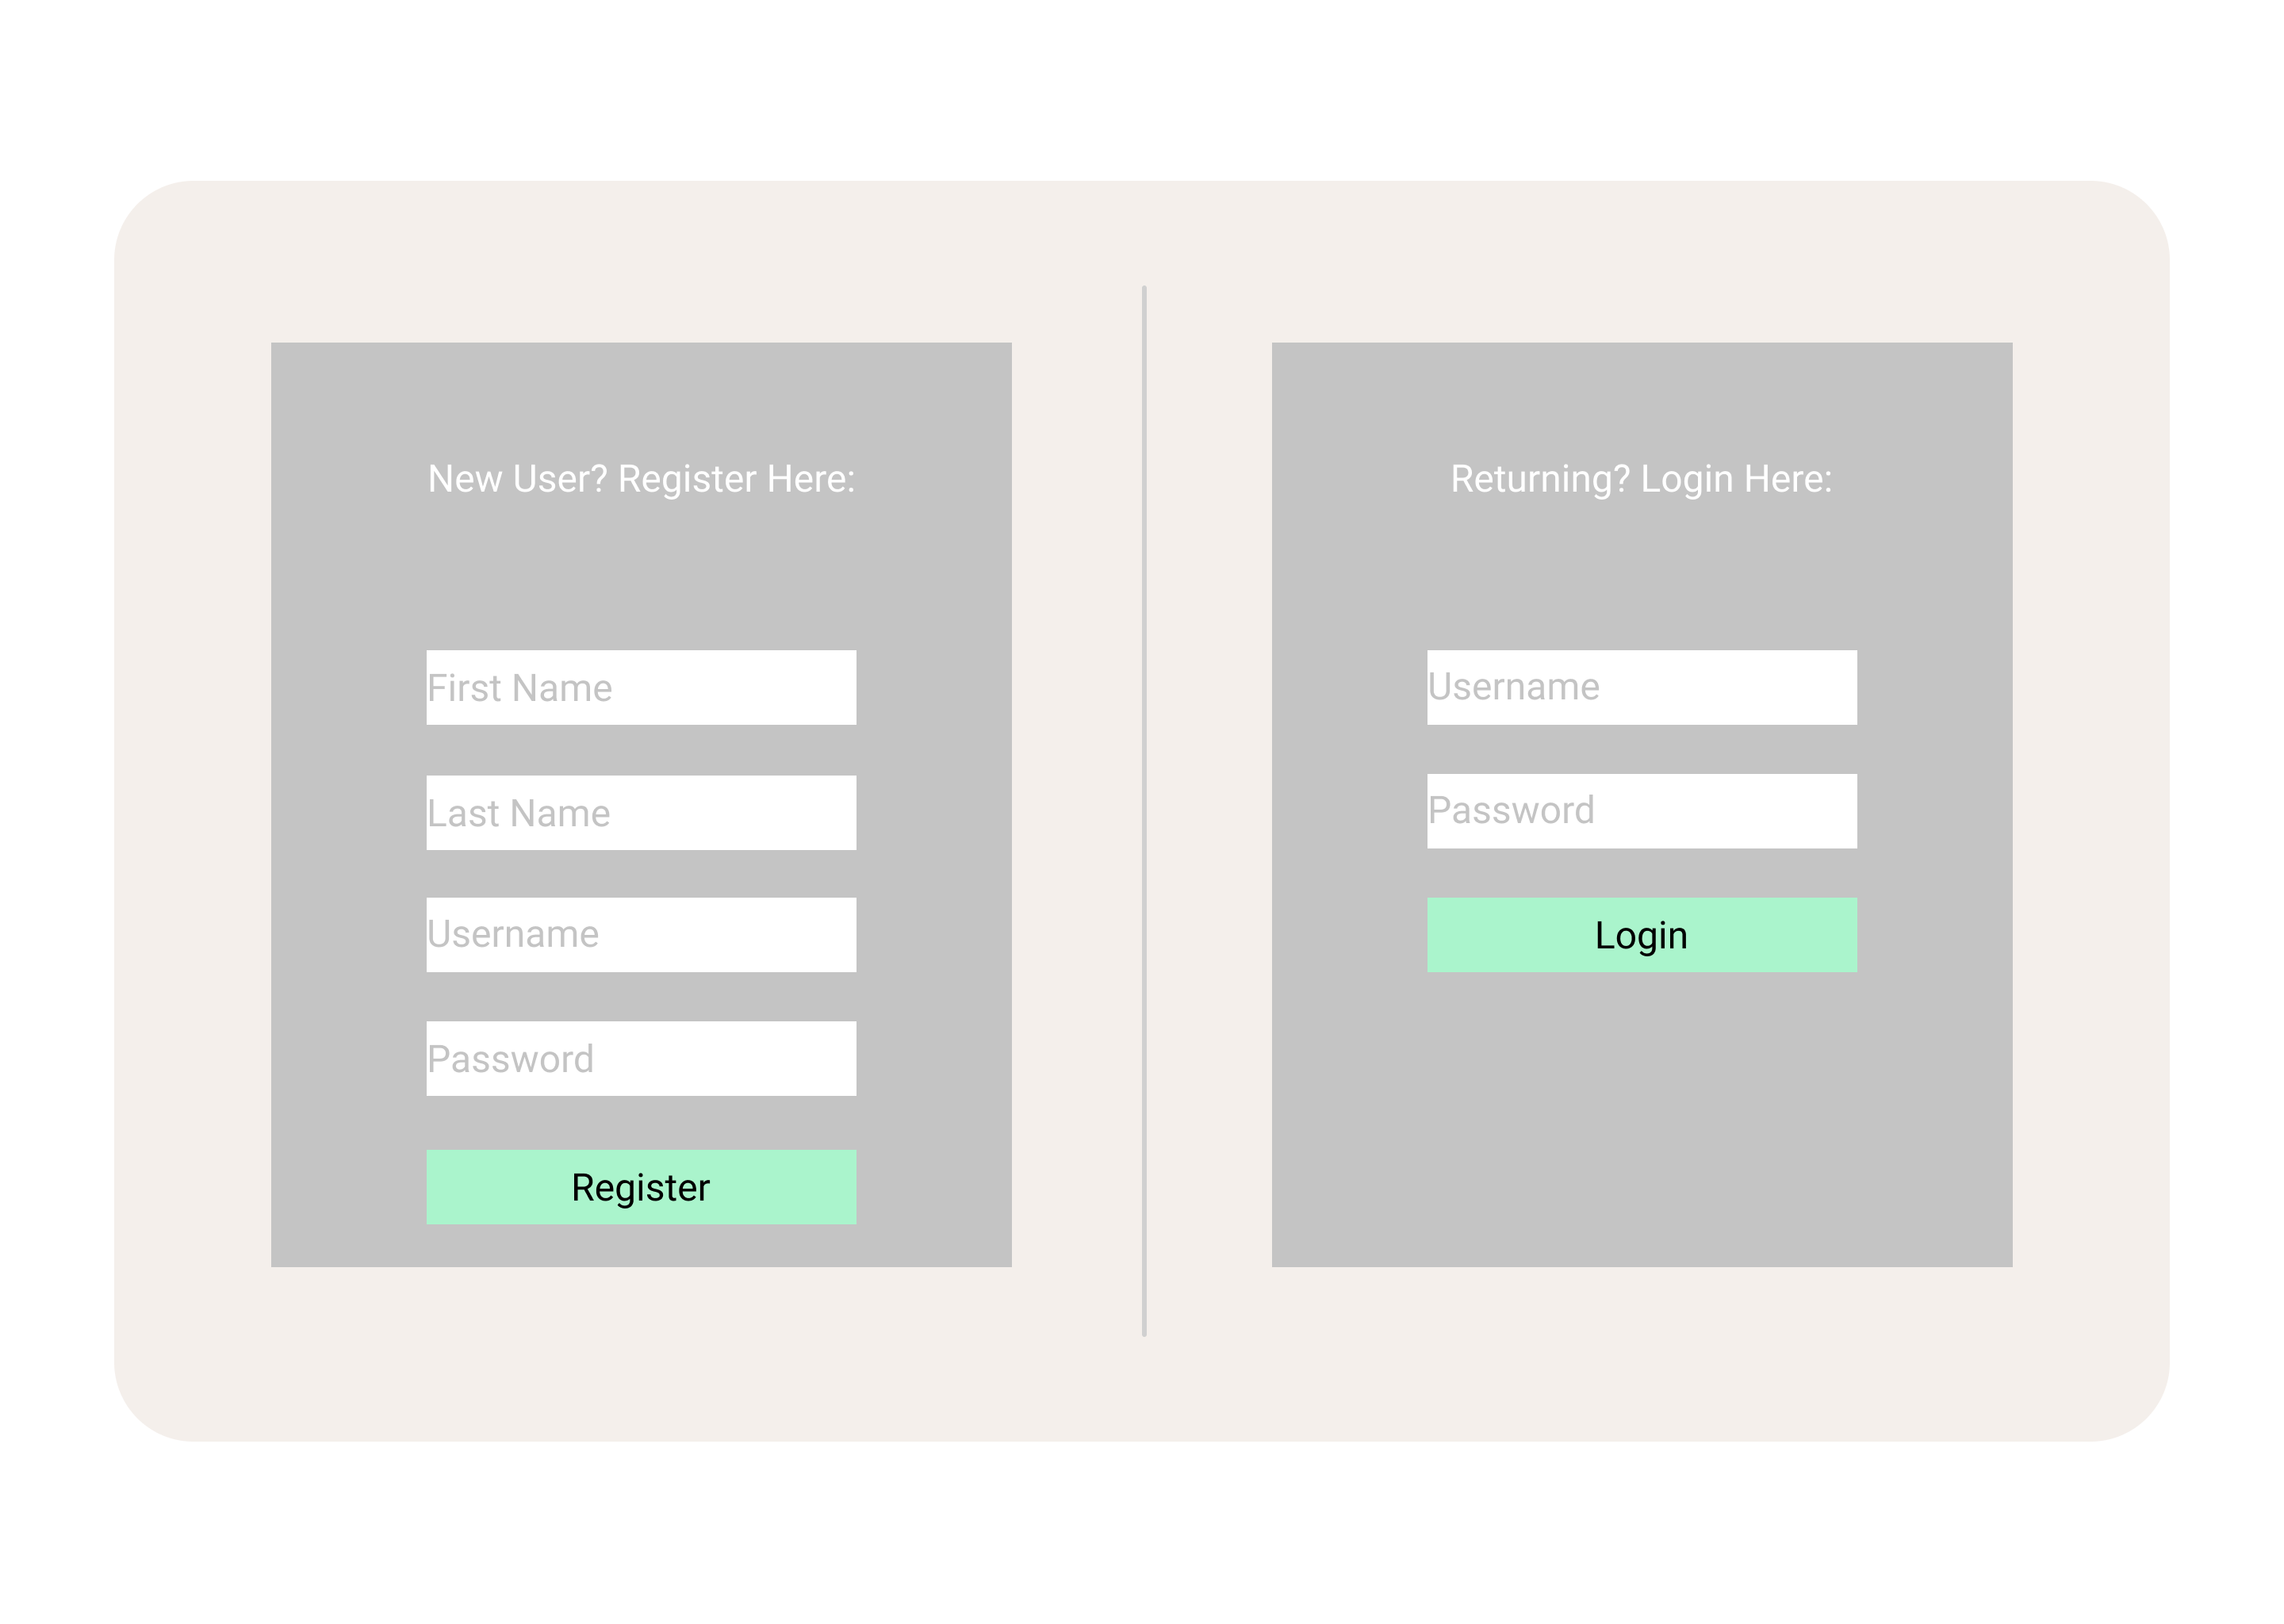 New User? Register Here:
First Name
Last Name
Username
Password
Register
Returning? Login Here:
Username
Password
Login